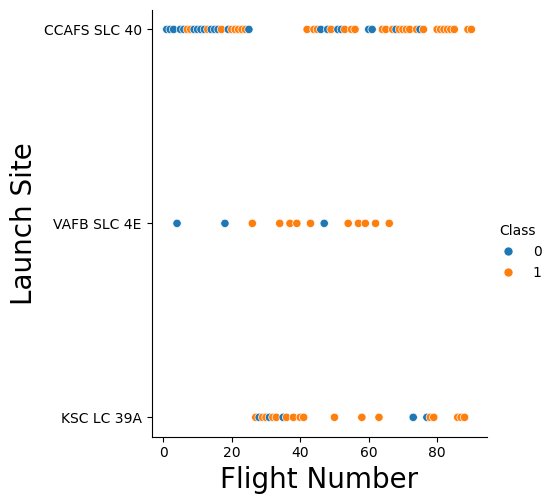 CCAFS SLC 40
VAFB SLC 4E
KSC LC 39A
Launch Site
0 20 40 60 80
Flight Number
Class
0
1